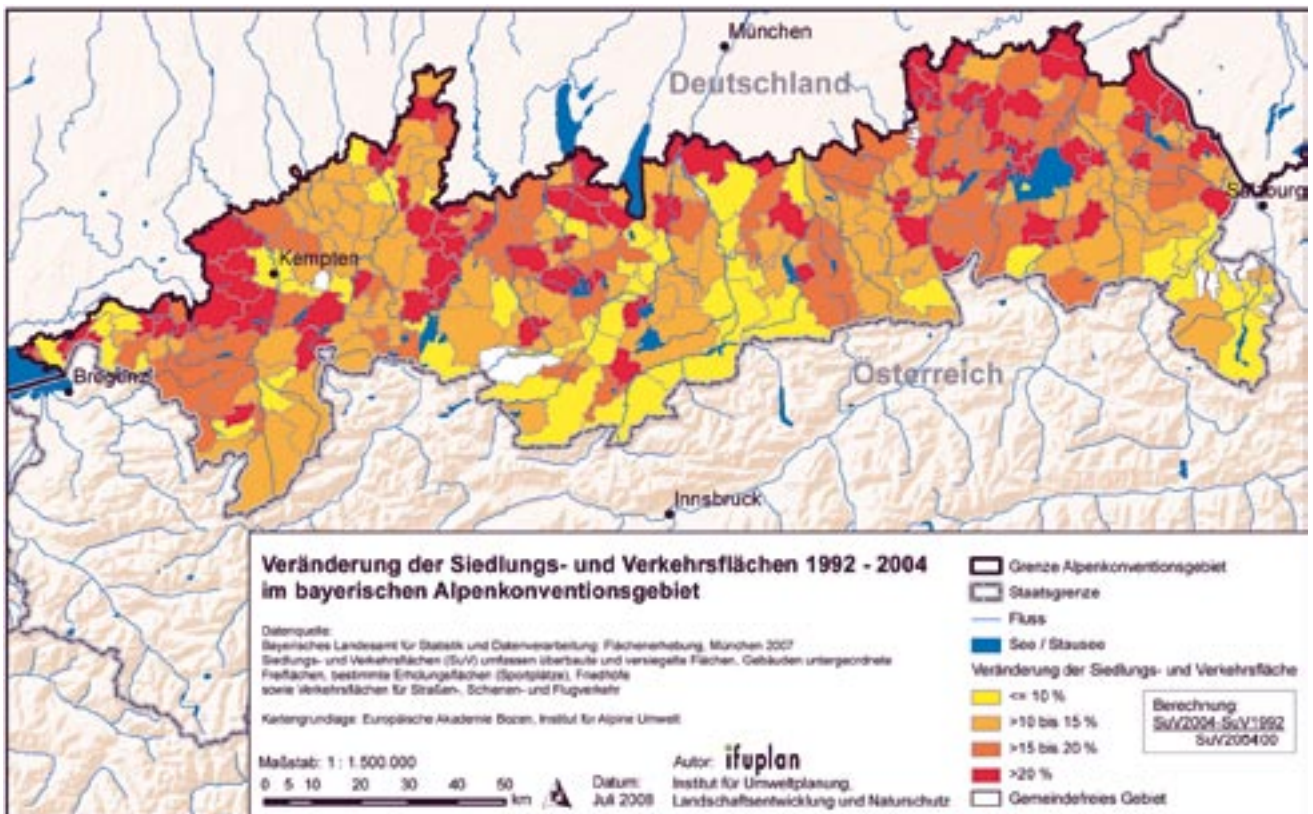 München
Deutschland
Salzburg
Kempten
Bregenz
Österreich
Innsbruck
Veränderung der Siedlungs- und Verkehrsflächen 1992 - 2004
im bayerischen Alpenkonventionsgebiet
Datenquelle:
Bayerisches Landesamt für Statistik und Datenverarbeitung: Flächenerhebung, München 2007
Siedlungs- und Verkehrsflächen (SuV) umfassen überbaute und versiegelte Flächen, Gebäuden untergeordnete
Freiflächen, bestimmte Erholungsflächen (Sportplätze), Friedhöfe
sowie Verkehrsflächen für Straßen-, Schienen- und Flugverkehr
Kartengrundlage: Europäische Akademie Bozen, Institut für Alpine Umwelt
Maßstab: 1 : 1.500.000
0 5 10 20 30 40 50
km
Datum:
Juli 2008
Autor: ifuplan
Institut für Umweltplanung,
Landschaftsentwicklung und Naturschutz
Grenze Alpenkonventionsgebiet
Staatsgrenze
Fluss
See / Stausee
Veränderung der Siedlungs- und Verkehrsfläche
<= 10 %
>10 bis 15 %
>15 bis 20 %
>20 %
Gemeindefreies Gebiet
Berechnung:
SuV2004-SuV1992